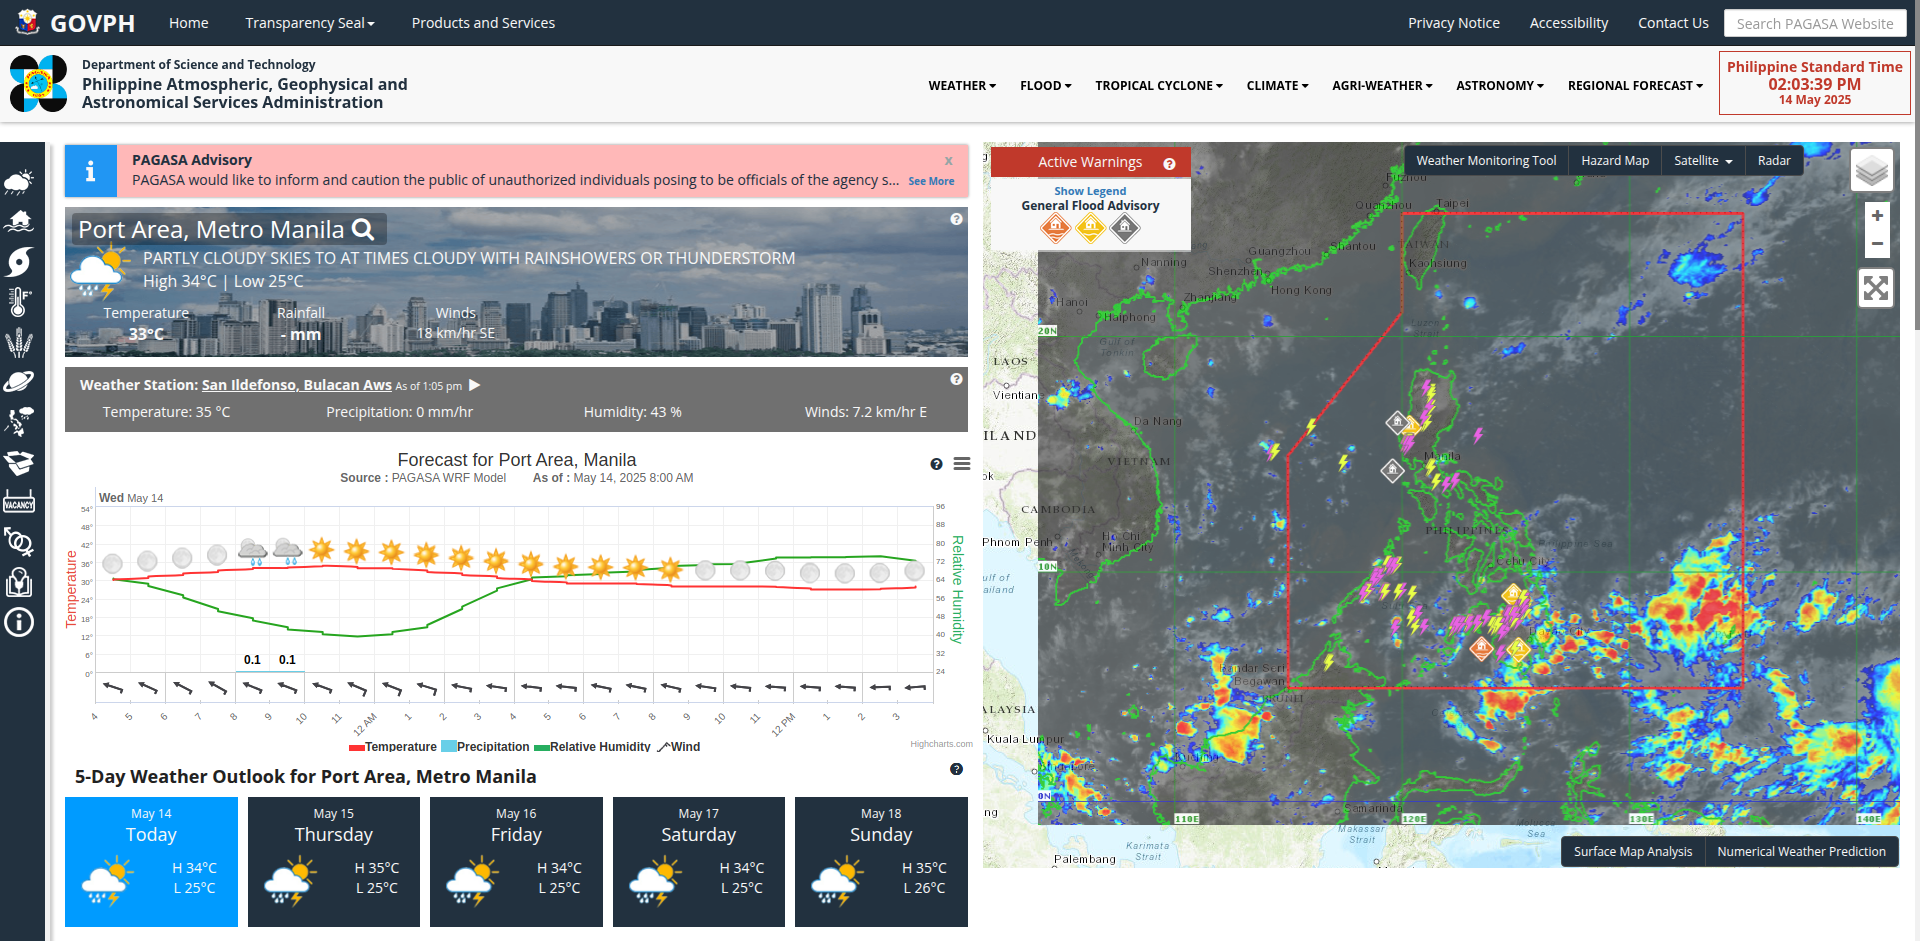 GOVPH
Home
Transparency Seal
Products and Services
Privacy Notice
Accessibility
Contact Us
Search PAGASA Website
Department of Science and Technology
Philippine Atmospheric, Geophysical and
Astronomical Services Administration
WEATHER
FLOOD
TROPICAL CYCLONE
CLIMATE
AGRI-WEATHER
ASTRONOMY
REGIONAL FORECAST
Philippine Standard Time
02:03:39 PM
14 May 2025
VACANCY
PAGASA Advisory
x
PAGASA would like to inform and caution the public of unauthorized individuals posing to be officials of the agency s... See More
Port Area, Metro Manila
PARTLY CLOUDY SKIES TO AT TIMES CLOUDY WITH RAINSHOWERS OR THUNDERSTORM
High 34°C | Low 25°C
Temperature
33°C
Rainfall
- mm
Winds
18 km/hr SE
Weather Station: San Ildefonso, Bulacan Aws As of 1:05 pm
Temperature: 35 °C
Precipitation: 0 mm/hr
Humidity: 43 %
Winds: 7.2 km/hr E
Forecast for Port Area, Manila
Source : PAGASA WRF Model As of : May 14, 2025 8:00 AM
Wed May 14
54°
48°
42°
36°
30°
24°
18°
12°
6°
0°
Temperature
96
88
80
72
64
56
48
40
32
24
Relative Humidity
0.1
0.1
4
5
6
7
8
9
10
11
12 AM
1
2
3
4
5
6
7
8
9
10
11
12 PM
1
2
3
Temperature
Precipitation
Relative Humidity
Wind
Highcharts.com
5-Day Weather Outlook for Port Area, Metro Manila
May 14
Today
H 34°C
L 25°C
May 15
Thursday
H 35°C
L 25°C
May 16
Friday
H 34°C
L 25°C
May 17
Saturday
H 34°C
L 25°C
May 18
Sunday
H 35°C
L 26°C
Active Warnings
Show Legend
General Flood Advisory
Weather Monitoring Tool
Hazard Map
Satellite
Radar
+
−
Fuzhou
Quanzhou
Taipei
TAIWAN
Kaohsiung
Shantou
Guangzhou
Shenzhen
Hong Kong
Nanning
Zhanjiang
Hanoi
Haiphong
Gulf of
Tonkin
Luzon
Strait
20N
LAOS
Vientiane
Da Nang
ILAND
VIETNAM
ok
CAMBODIA
Phnom Penh
Ho Chi
Minh City
Manila
PHILIPPINES
Cebu City
10N
ulf of
ailand
Bandar Seri
Begawan
BRUNEI
ALAYSIA
Kuala Lumpur
Kuching
0N
ng
110E
120E
130E
140E
Samarinda
Makassar
Strait
Molucca
Sea
Karimata
Strait
Palembang
Surface Map Analysis
Numerical Weather Prediction